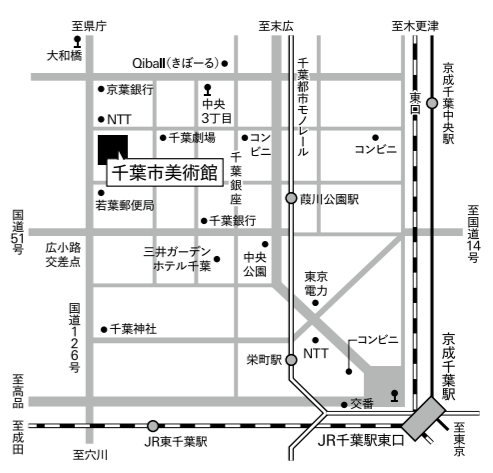 至県庁
至末広
至木更津
大和橋
Qiball（きぼーる）
京葉銀行
中央
3丁目
千葉都市モノレール
東口
京成千葉中央駅
NTT
千葉劇場
コン
ビニ
コンビニ
千葉市美術館
千葉銀座
葭川公園駅
若葉郵便局
千葉銀行
国道
51号
至国道
14号
広小路
交差点
三井ガーデン
ホテル千葉
中央
公園
東京
電力
国道126号
千葉神社
NTT
コンビニ
栄町駅
京成千葉駅
至高品
交番
至成田
JR東千葉駅
JR千葉駅東口
至東京
至穴川